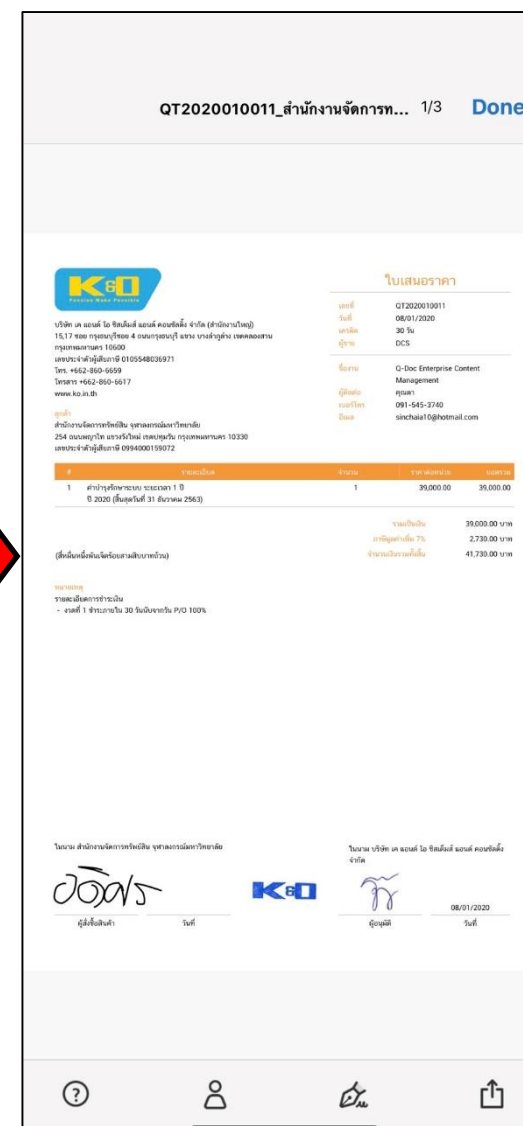 QT2020010011_สำนักงานจัดการท... 1/3 Done
K&O
Passion Make Possible
ใบเสนอราคา
บริษัท เค แอนด์ โอ ซิสเต็มส์ แอนด์ คอนซัลติ้ง จำกัด (สำนักงานใหญ่)
15,17 ซอย กรุงธนบุรีซอย 4 ถนนกรุงธนบุรี แขวง บางลำภูล่าง เขตคลองสาน
กรุงเทพมหานคร 10600
เลขประจำตัวผู้เสียภาษี 0105548036971
โทร. +662-860-6659
โทรสาร +662-860-6617
www.ko.in.th
เลขที่ QT2020010011
วันที่ 08/01/2020
เครดิต 30 วัน
ผู้ขาย DCS
ชื่องาน Q-Doc Enterprise Content
Management
ผู้ติดต่อ คุณดา
เบอร์โทร 091-545-3740
อีเมล sinchaia10@hotmail.com
ลูกค้า
สำนักงานจัดการทรัพย์สิน จุฬาลงกรณ์มหาวิทยาลัย
254 ถนนพญาไท แขวงวังใหม่ เขตปทุมวัน กรุงเทพมหานคร 10330
เลขประจำตัวผู้เสียภาษี 0994000159072
# รายละเอียด จำนวน ราคาต่อหน่วย ยอดรวม
1 ค่าบำรุงรักษาระบบ ระยะเวลา 1 ปี 1 39,000.00 39,000.00
ปี 2020 (สิ้นสุดวันที่ 31 ธันวาคม 2563)
รวมเป็นเงิน 39,000.00 บาท
ภาษีมูลค่าเพิ่ม 7% 2,730.00 บาท
(สี่หมื่นหนึ่งพันเจ็ดร้อยสามสิบบาทถ้วน) จำนวนเงินรวมทั้งสิ้น 41,730.00 บาท
หมายเหตุ
รายละเอียดการชำระเงิน
- งวดที่ 1 ชำระภายใน 30 วันนับจากวัน P/O 100%
ในนาม สำนักงานจัดการทรัพย์สิน จุฬาลงกรณ์มหาวิทยาลัย
ในนาม บริษัท เค แอนด์ โอ ซิสเต็มส์ แอนด์ คอนซัลติ้ง
จำกัด
K&O
08/01/2020
ผู้สั่งซื้อสินค้า วันที่ ผู้อนุมัติ วันที่